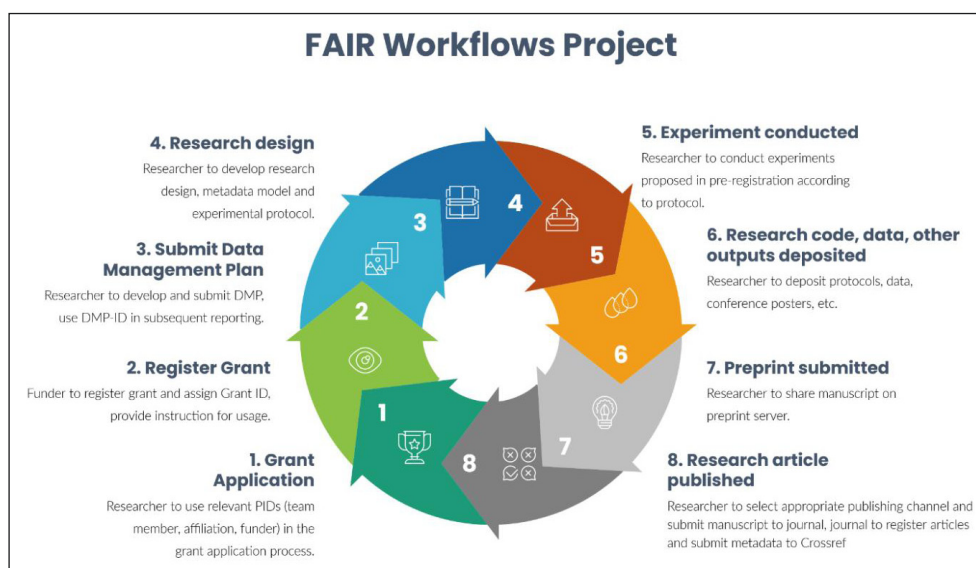 FAIR Workflows Project
4. Research design
Researcher to develop research
design, metadata model and
experimental protocol.
3. Submit Data
Management Plan
Researcher to develop and submit DMP,
use DMP-ID in subsequent reporting.
2. Register Grant
Funder to register grant and assign Grant ID,
provide instruction for usage.
1. Grant
Application
Researcher to use relevant PIDs (team
member, affiliation, funder) in the
grant application process.
4
3
5
2
6
1
7
8
5. Experiment conducted
Researcher to conduct experiments
proposed in pre-registration according
to protocol.
6. Research code, data, other
outputs deposited
Researcher to deposit protocols, data,
conference posters, etc.
7. Preprint submitted
Researcher to share manuscript on
preprint server.
8. Research article
published
Researcher to select appropriate publishing channel and
submit manuscript to journal, journal to register articles
and submit metadata to Crossref